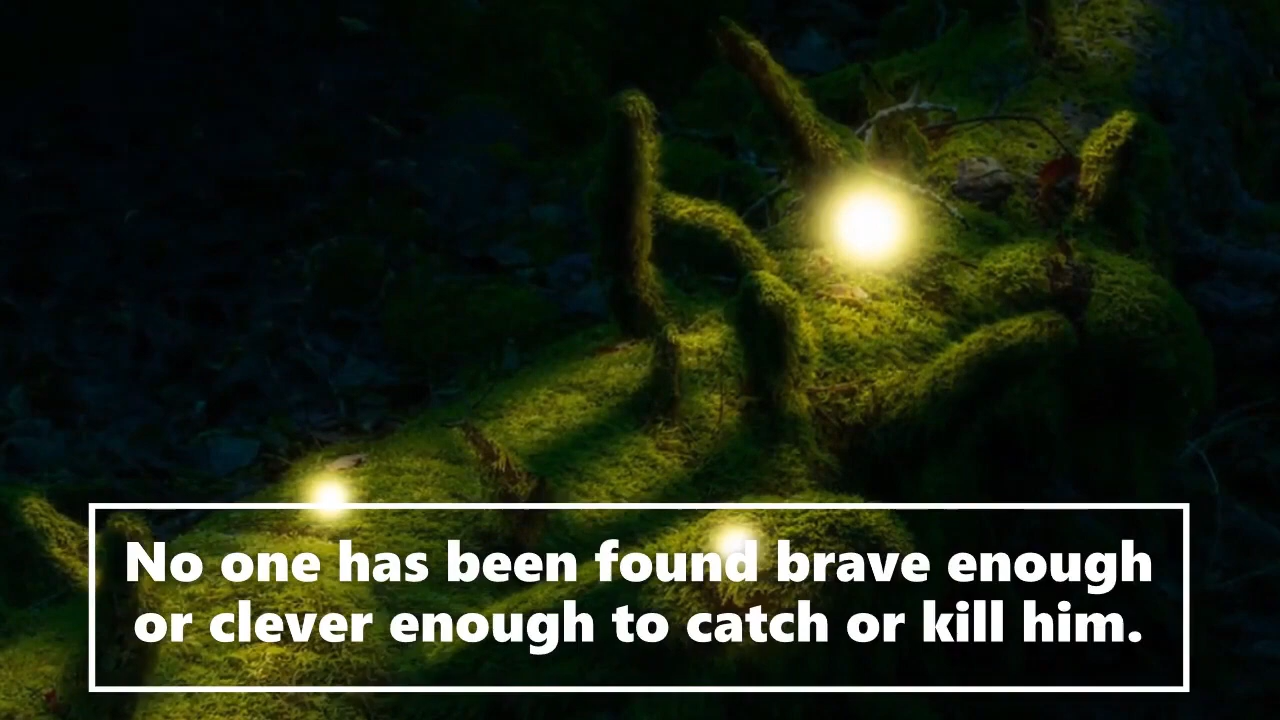 No one has been found brave enough
or clever enough to catch or kill him.